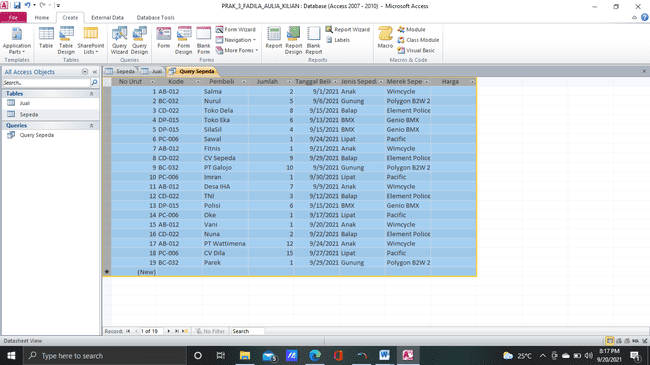 PRAK_3_FADILA_AULIA_KILIAN : Database (Access 2007 - 2010) - Microsoft Access
File Home Create External Data Database Tools
Application Parts Table Table Design SharePoint Lists Query Wizard Query Design Form Form Design Blank Form Form Wizard Navigation More Forms Report Report Design Blank Report Report Wizard Labels Macro Module Class Module Visual Basic
Templates Tables Queries Forms Reports Macros & Code
All Access Objects
Search...
Tables
Jual
Sepeda
Queries
Query Sepeda
Sepeda Jual Query Sepeda
No Urut Kode Pembeli Jumlah Tanggal Beli Jenis Seped Merek Sepe Harga
1 AB-012 Salma 2 9/1/2021 Anak Wimcycle
2 BC-032 Nurul 5 9/6/2021 Gunung Polygon B2W 2
3 CD-022 Toko Dela 8 9/15/2021 Balap Element Police
4 DP-015 Toko Eka 6 9/13/2021 BMX Genio BMX
5 DP-015 SilaSil 4 9/15/2021 BMX Genio BMX
6 PC-006 Sawal 1 9/24/2021 Lipat Pacific
7 AB-012 Fitnis 1 9/21/2021 Anak Wimcycle
8 CD-022 CV Sepeda 9 9/29/2021 Balap Element Police
9 BC-032 PT Galojo 10 9/9/2021 Gunung Polygon B2W 2
10 PC-006 Imran 1 9/30/2021 Lipat Pacific
11 AB-012 Desa IHA 7 9/9/2021 Anak Wimcycle
12 CD-022 TNI 3 9/12/2021 Balap Element Police
13 DP-015 Polisi 6 9/15/2021 BMX Genio BMX
14 PC-006 Oke 1 9/17/2021 Lipat Pacific
15 AB-012 Vani 1 9/20/2021 Anak Wimcycle
16 CD-022 Nuna 2 9/22/2021 Balap Element Police
17 AB-012 PT Wattimena 12 9/24/2021 Anak Wimcycle
18 PC-006 CV Dila 15 9/27/2021 Lipat Pacific
19 BC-032 Parek 1 9/29/2021 Gunung Polygon B2W 2
(New)
Record: 1 of 19 No Filter Search
Datasheet View
Type here to search
25°C
8:17 PM
9/20/2021